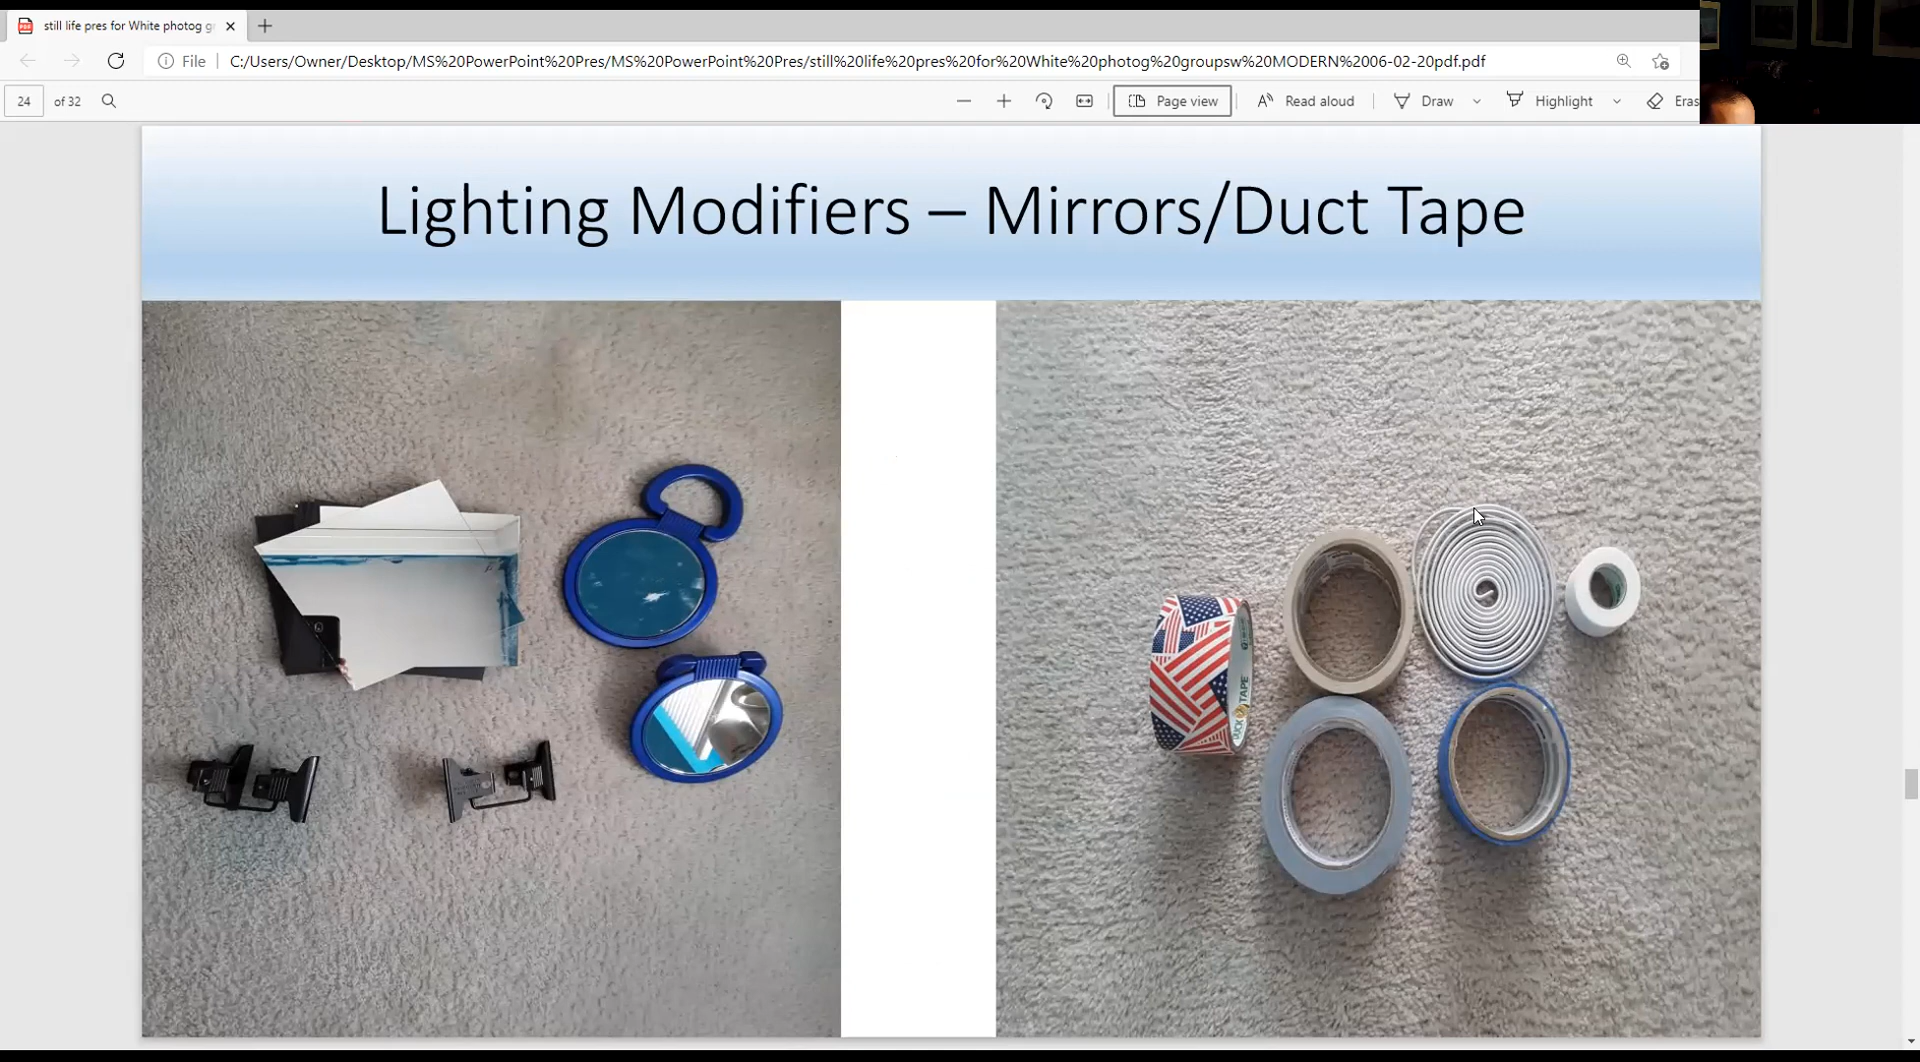 still life pres for White photog g
File
C:/Users/Owner/Desktop/MS%20PowerPoint%20Pres/MS%20PowerPoint%20Pres/still%20life%20pres%20for%20White%20photog%20groupsw%20MODERN%2006-02-20pdf.pdf
24 of 32
Page view
Read aloud
Draw
Highlight
Eras
Lighting Modifiers – Mirrors/Duct Tape
DUCK TAPE